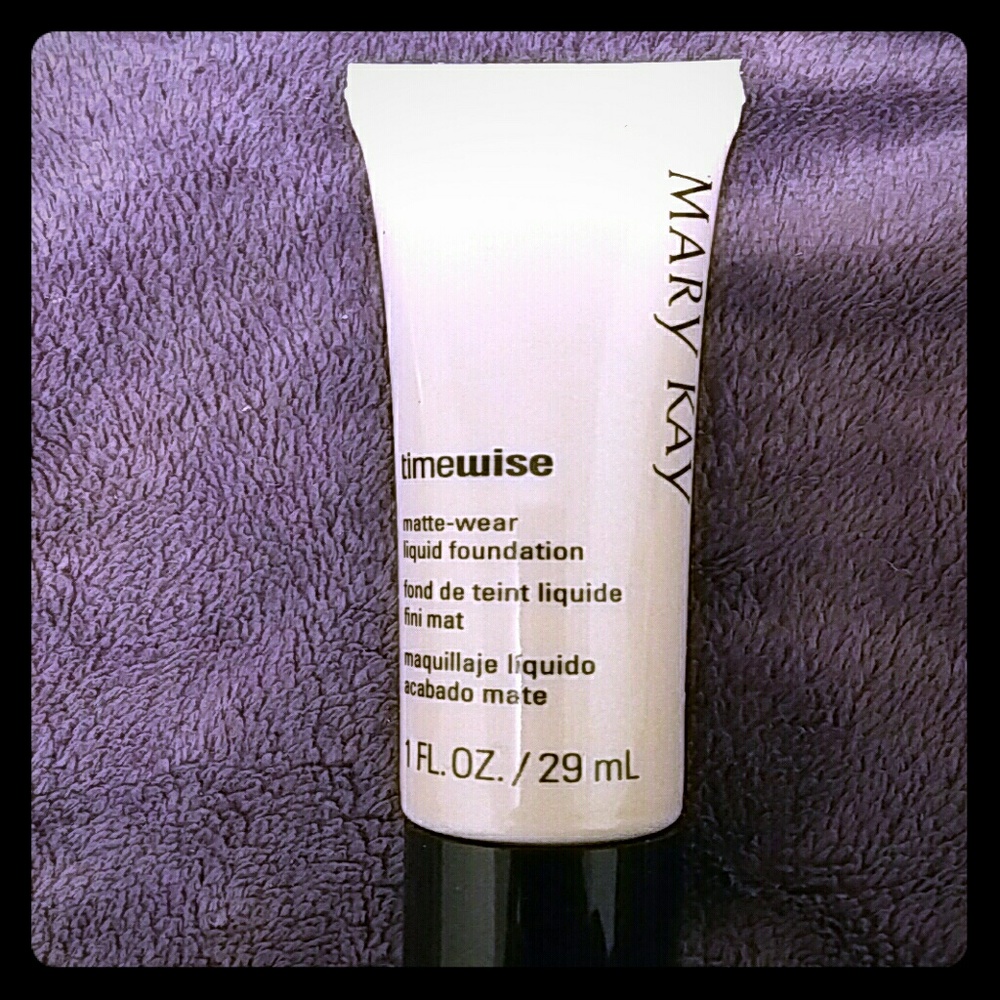 MARY KAY
timewise
matte-wear
liquid foundation
fond de teint liquide
fini mat
maquillaje líquido
acabado mate
1 FL.OZ. / 29 mL